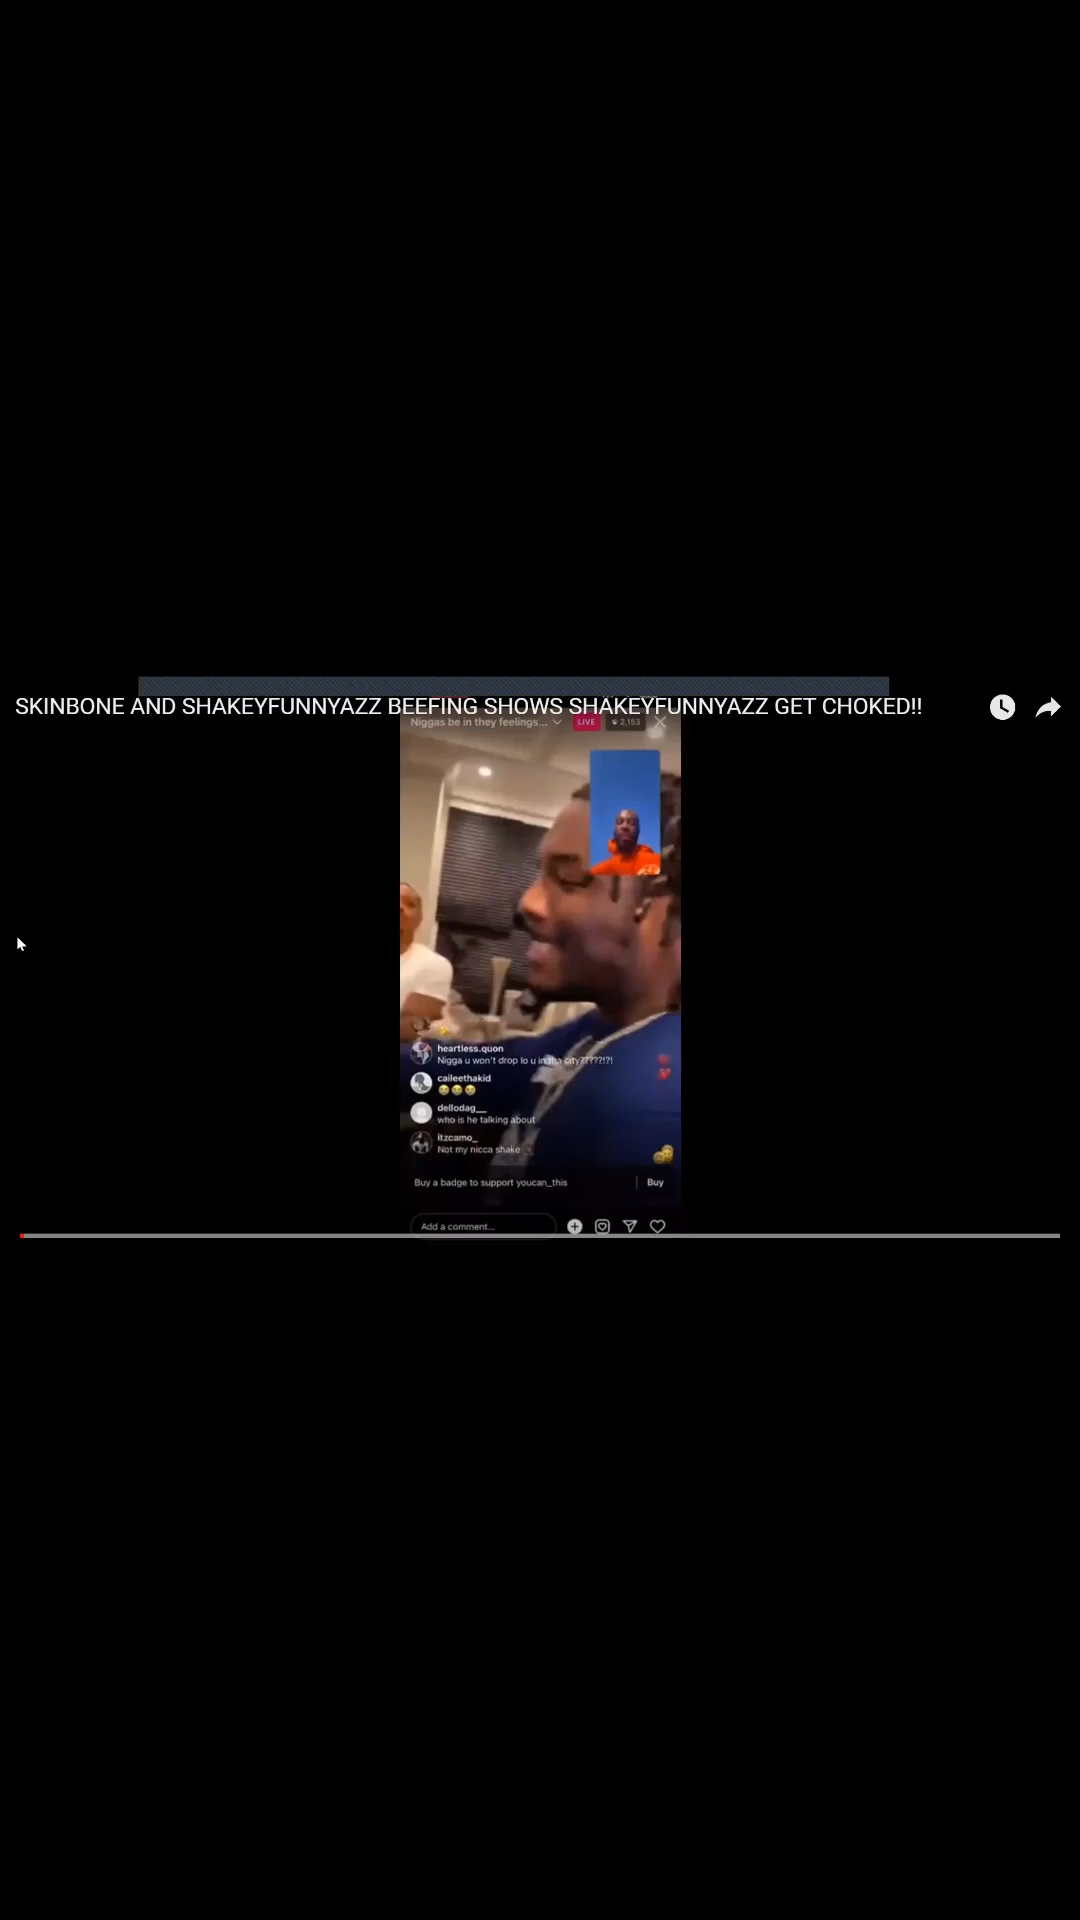 SKINBONE AND SHAKEYFUNNYAZZ BEEFING SHOWS SHAKEYFUNNYAZZ GET CHOKED!!
Niggas be in they feelings... LIVE 2,153
heartless.quon
Nigga u won't drop lo u in tha city?????!?!
caileethakid
😭😭😭
dellodag__
who is he talking about
itzcamo_
Not my nicca shake
Buy a badge to support youcan_this Buy
Add a comment...